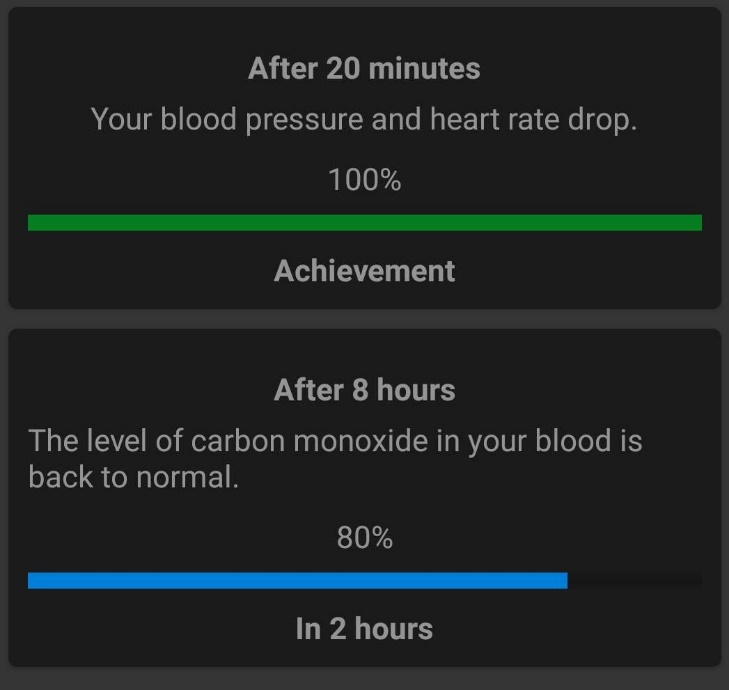 After 20 minutes
Your blood pressure and heart rate drop.
100%
Achievement
After 8 hours
The level of carbon monoxide in your blood is
back to normal.
80%
In 2 hours